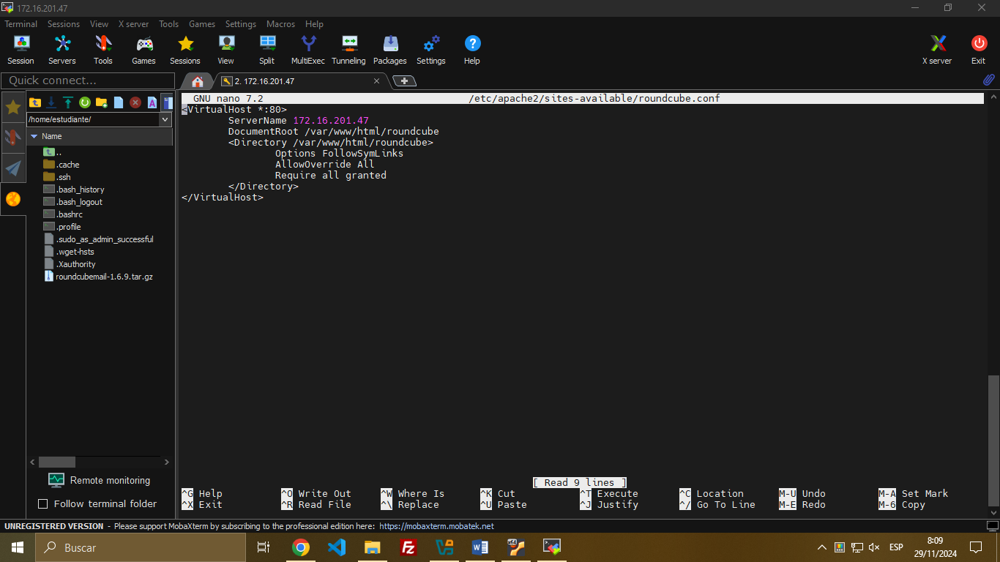 172.16.201.47
Terminal Sessions View X server Tools Games Settings Macros Help
Session Servers Tools Games Sessions View Split MultiExec Tunneling Packages Settings Help X server Exit
Quick connect...
2. 172.16.201.47
/home/estudiante/
Name
..
.cache
.ssh
.bash_history
.bash_logout
.bashrc
.profile
.sudo_as_admin_successful
.wget-hsts
.Xauthority
roundcubemail-1.6.9.tar.gz
Remote monitoring
Follow terminal folder
GNU nano 7.2 /etc/apache2/sites-available/roundcube.conf
<VirtualHost *:80>
ServerName 172.16.201.47
DocumentRoot /var/www/html/roundcube
<Directory /var/www/html/roundcube>
Options FollowSymLinks
AllowOverride All
Require all granted
</Directory>
</VirtualHost>
[ Read 9 lines ]
^G Help ^O Write Out ^W Where Is ^K Cut ^T Execute ^C Location M-U Undo M-A Set Mark
^X Exit ^R Read File ^\ Replace ^U Paste ^J Justify ^/ Go To Line M-E Redo M-6 Copy
UNREGISTERED VERSION - Please support MobaXterm by subscribing to the professional edition here: https://mobaxterm.mobatek.net
Buscar
ESP
8:09
29/11/2024